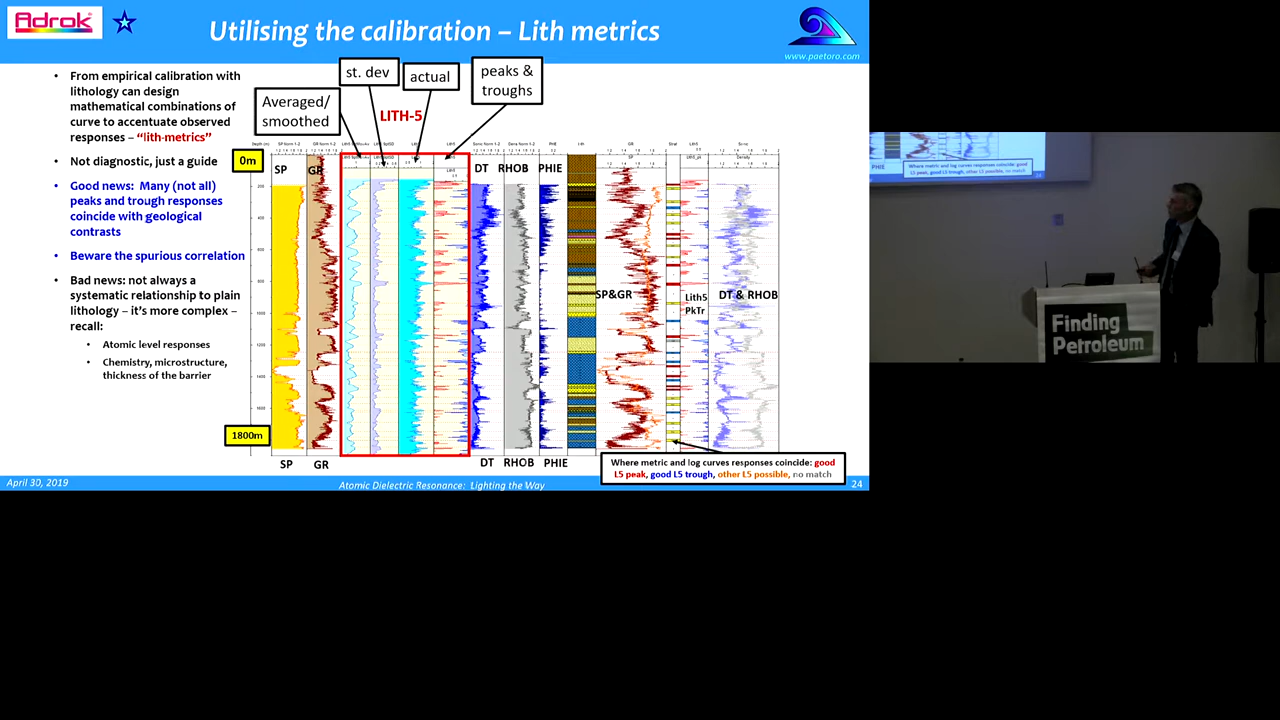 Adrok
Utilising the calibration – Lith metrics
www.paetoro.com
• From empirical calibration with
lithology can design
mathematical combinations of
curve to accentuate observed
responses – “lith-metrics”
• Not diagnostic, just a guide
• Good news: Many (not all)
peaks and trough responses
coincide with geological
contrasts
• Beware the spurious correlation
• Bad news: not always a
systematic relationship to plain
lithology – it’s more complex –
recall:
• Atomic level responses
• Chemistry, microstructure,
thickness of the barrier
Averaged/
smoothed
st. dev
actual
peaks &
troughs
LITH-5
0m
SP
GR
DT
RHOB
PHIE
SP&GR
Lith5
PkTr
DT & RHOB
1800m
SP
GR
DT
RHOB
PHIE
Where metric and log curves responses coincide: good
L5 peak, good L5 trough, other L5 possible, no match
April 30, 2019
Atomic Dielectric Resonance: Lighting the Way
24
Finding
Petroleum